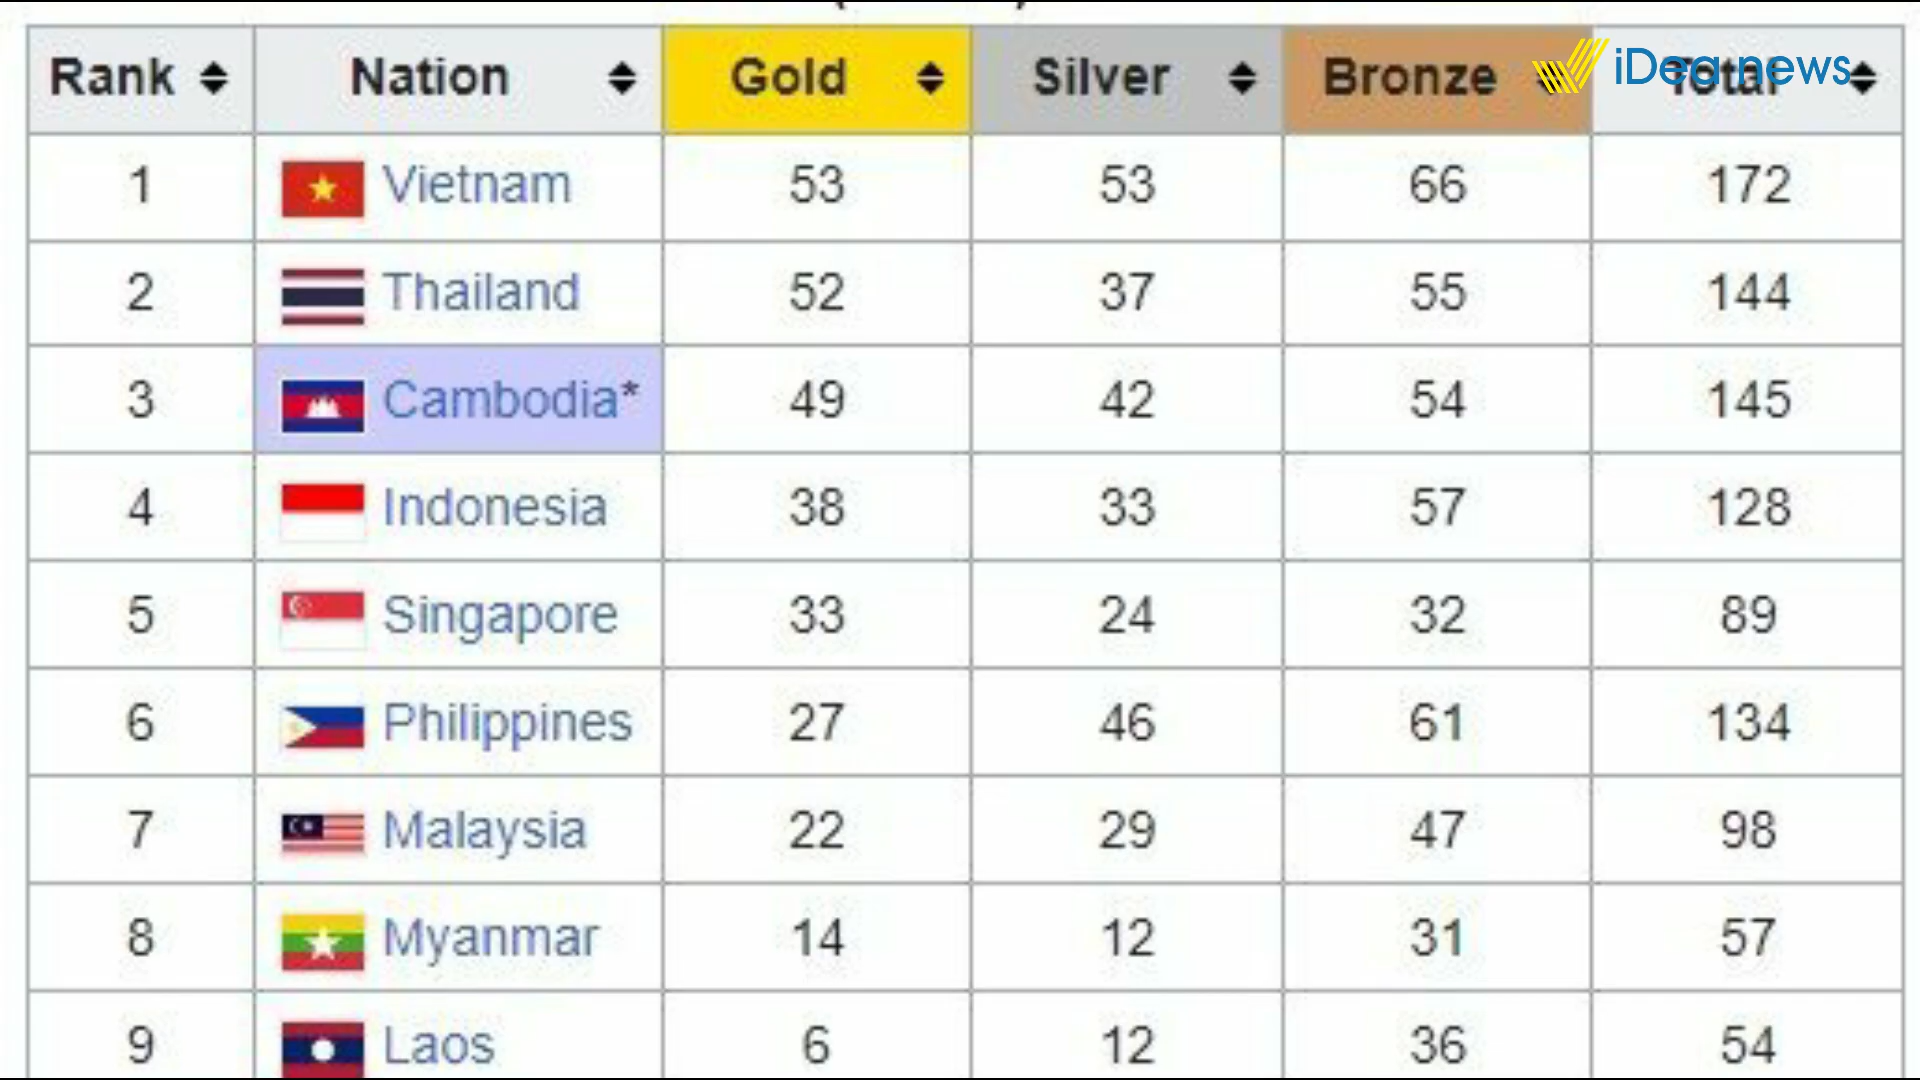 Rank Nation Gold Silver Bronze Total
iDea news
1 Vietnam 53 53 66 172
2 Thailand 52 37 55 144
3 Cambodia* 49 42 54 145
4 Indonesia 38 33 57 128
5 Singapore 33 24 32 89
6 Philippines 27 46 61 134
7 Malaysia 22 29 47 98
8 Myanmar 14 12 31 57
9 Laos 6 12 36 54